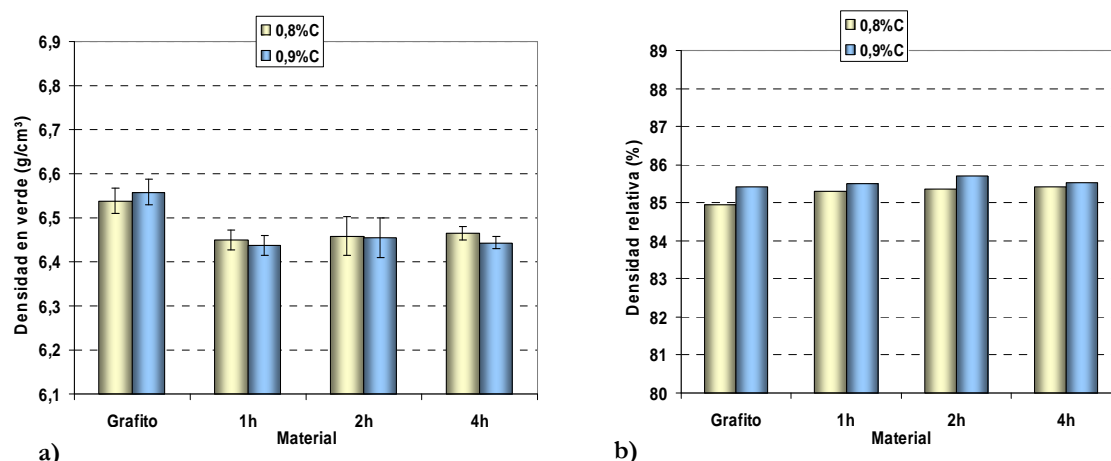 0,8%C
0,9%C
Densidad en verde (g/cm³)
6,9
6,8
6,7
6,6
6,5
6,4
6,3
6,2
6,1
Grafito 1h 2h 4h
Material
a)
0,8%C
0,9%C
Densidad relativa (%)
89
88
87
86
85
84
83
82
81
80
Grafito 1h 2h 4h
Material
b)